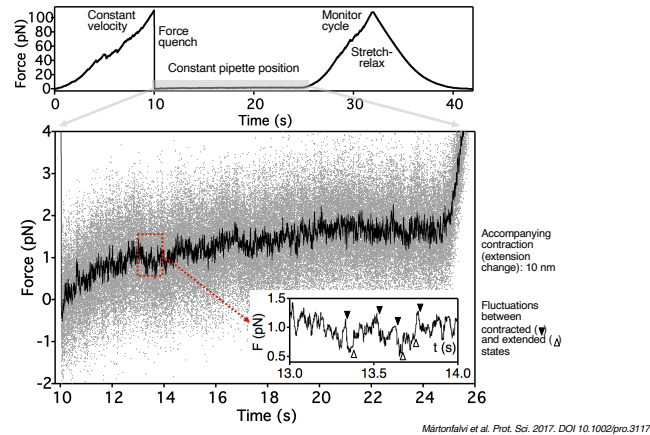 Force (pN)
100
80
60
40
20
0
Constant
velocity
Force
quench
Constant pipette position
Monitor
cycle
Stretch-
relax
0 10 20 30 40
Time (s)
Force (pN)
4
3
2
1
0
-1
-2
10 12 14 16 18 20 22 24 26
Time (s)
F (pN)
1.5
1.0
0.5
t (s)
13.0 13.5 14.0
Accompanying
contraction
(extension
change): 10 nm
Fluctuations
between
contracted (▼)
and extended (△)
states
Mártonfalvi et al. Prot. Sci. 2017. DOI 10.1002/pro.3117